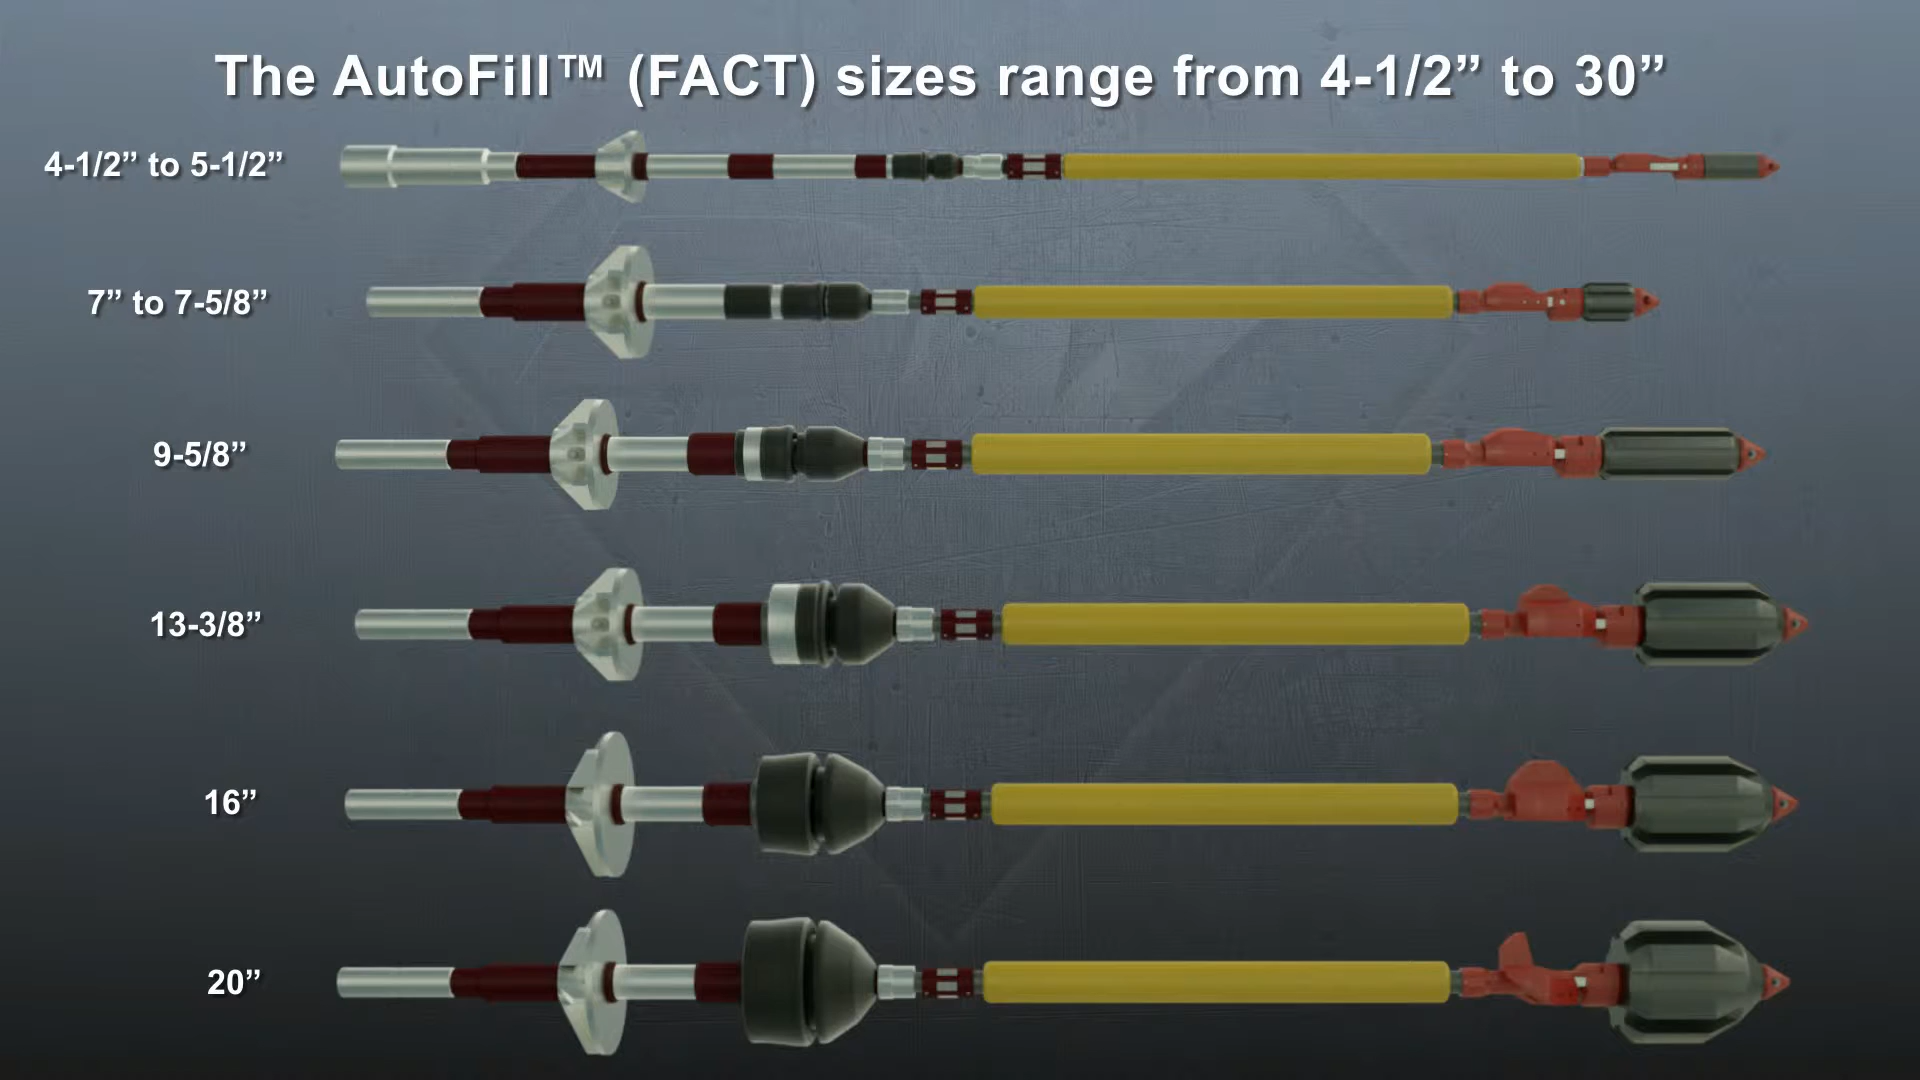 The AutoFill™ (FACT) sizes range from 4-1/2” to 30”
4-1/2” to 5-1/2”
7” to 7-5/8”
9-5/8”
13-3/8”
16”
20”